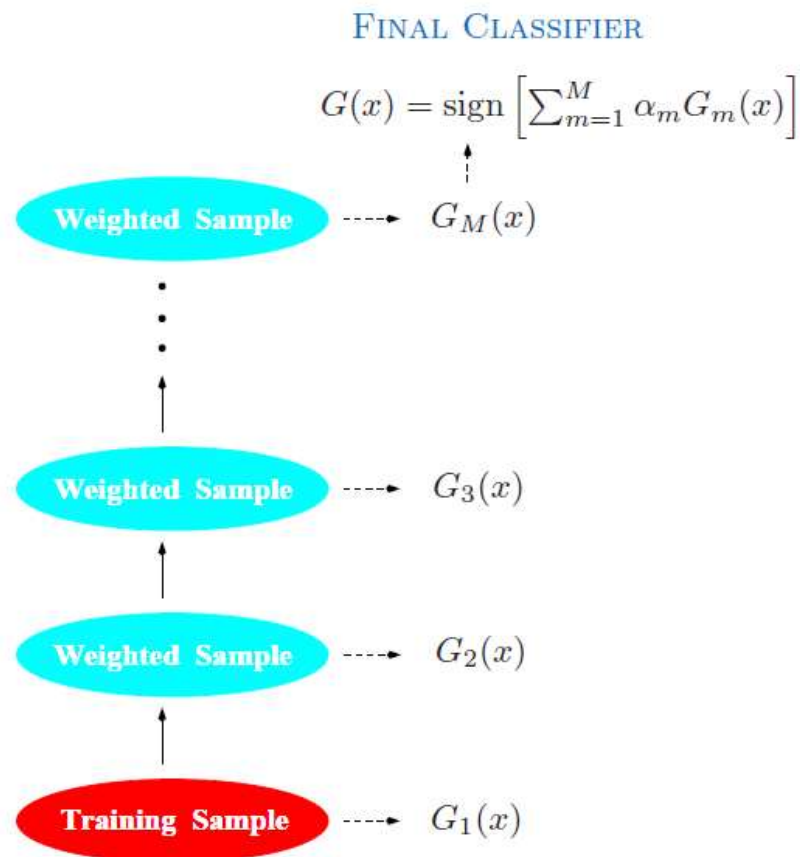 FINAL CLASSIFIER
G(x) = sign [∑_{m=1}^{M} α_m G_m(x)]
Weighted Sample G_M(x)
Weighted Sample G_3(x)
Weighted Sample G_2(x)
Training Sample G_1(x)